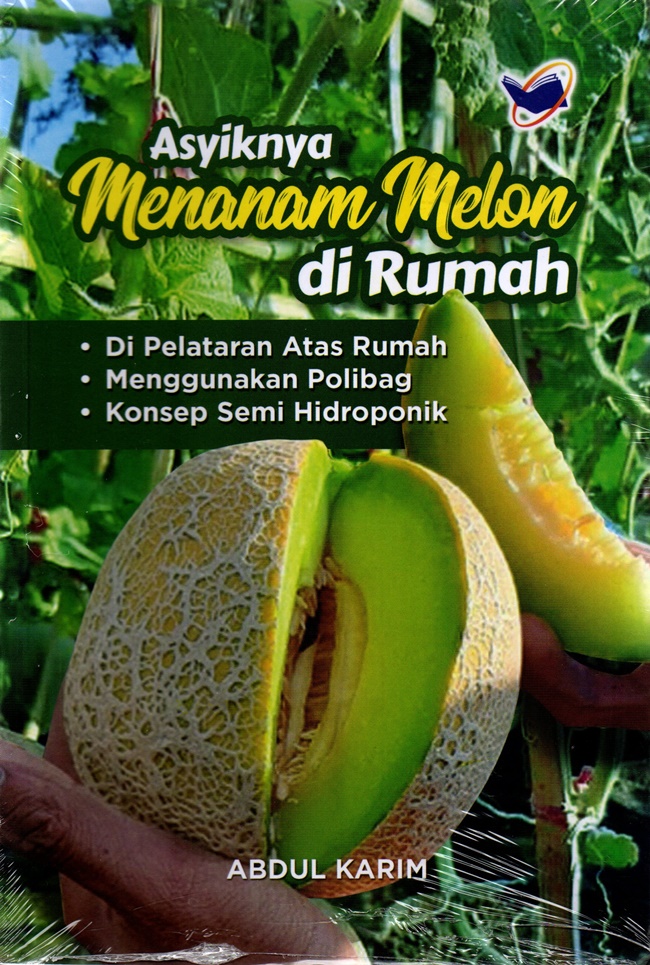 Asyiknya
Menanam Melon
di Rumah
• Di Pelataran Atas Rumah
• Menggunakan Polibag
• Konsep Semi Hidroponik
ABDUL KARIM